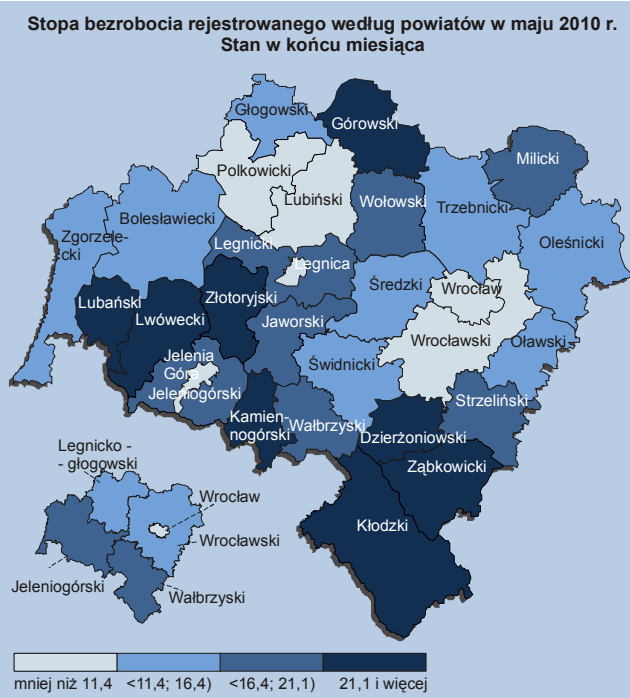 Stopa bezrobocia rejestrowanego według powiatów w maju 2010 r.
Stan w końcu miesiąca
Głogowski
Górowski
Milicki
Polkowicki
Lubiński
Wołowski
Trzebnicki
Bolesławiecki
Zgorzele-
cki
Legnicki
Oleśnicki
Legnica
Średzki
Wrocław
Lubański
Złotoryjski
Lwówecki
Jaworski
Wrocławski
Oławski
Jelenia
Góra
Świdnicki
Jeleniogórski
Strzeliński
Kamien-
nogórski
Wałbrzyski
Dzierżoniowski
Ząbkowicki
Kłodzki
Legnicko -
- głogowski
Wrocław
Wrocławski
Jeleniogórski
Wałbrzyski
mniej niż 11,4
<11,4; 16,4)
<16,4; 21,1)
21,1 i więcej